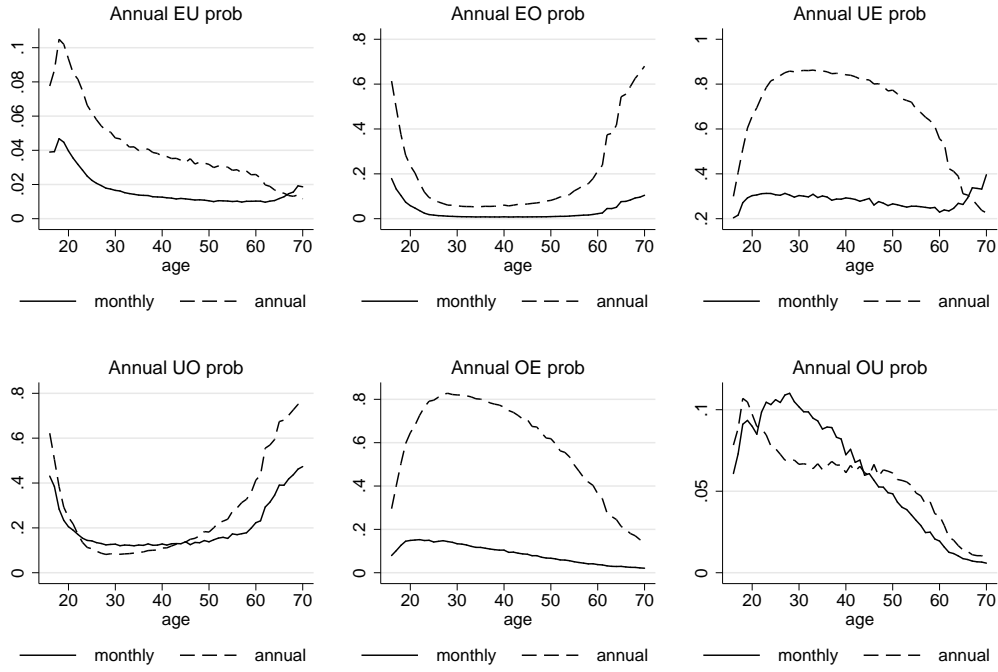 Annual EU prob
.1
.08
.06
.04
.02
0
20 30 40 50 60 70
age
monthly annual
Annual EO prob
.8
.6
.4
.2
0
20 30 40 50 60 70
age
monthly annual
Annual UE prob
1
.8
.6
.4
.2
20 30 40 50 60 70
age
monthly annual
Annual UO prob
.8
.6
.4
.2
0
20 30 40 50 60 70
age
monthly annual
Annual OE prob
.8
.6
.4
.2
0
20 30 40 50 60 70
age
monthly annual
Annual OU prob
.1
.05
0
20 30 40 50 60 70
age
monthly annual